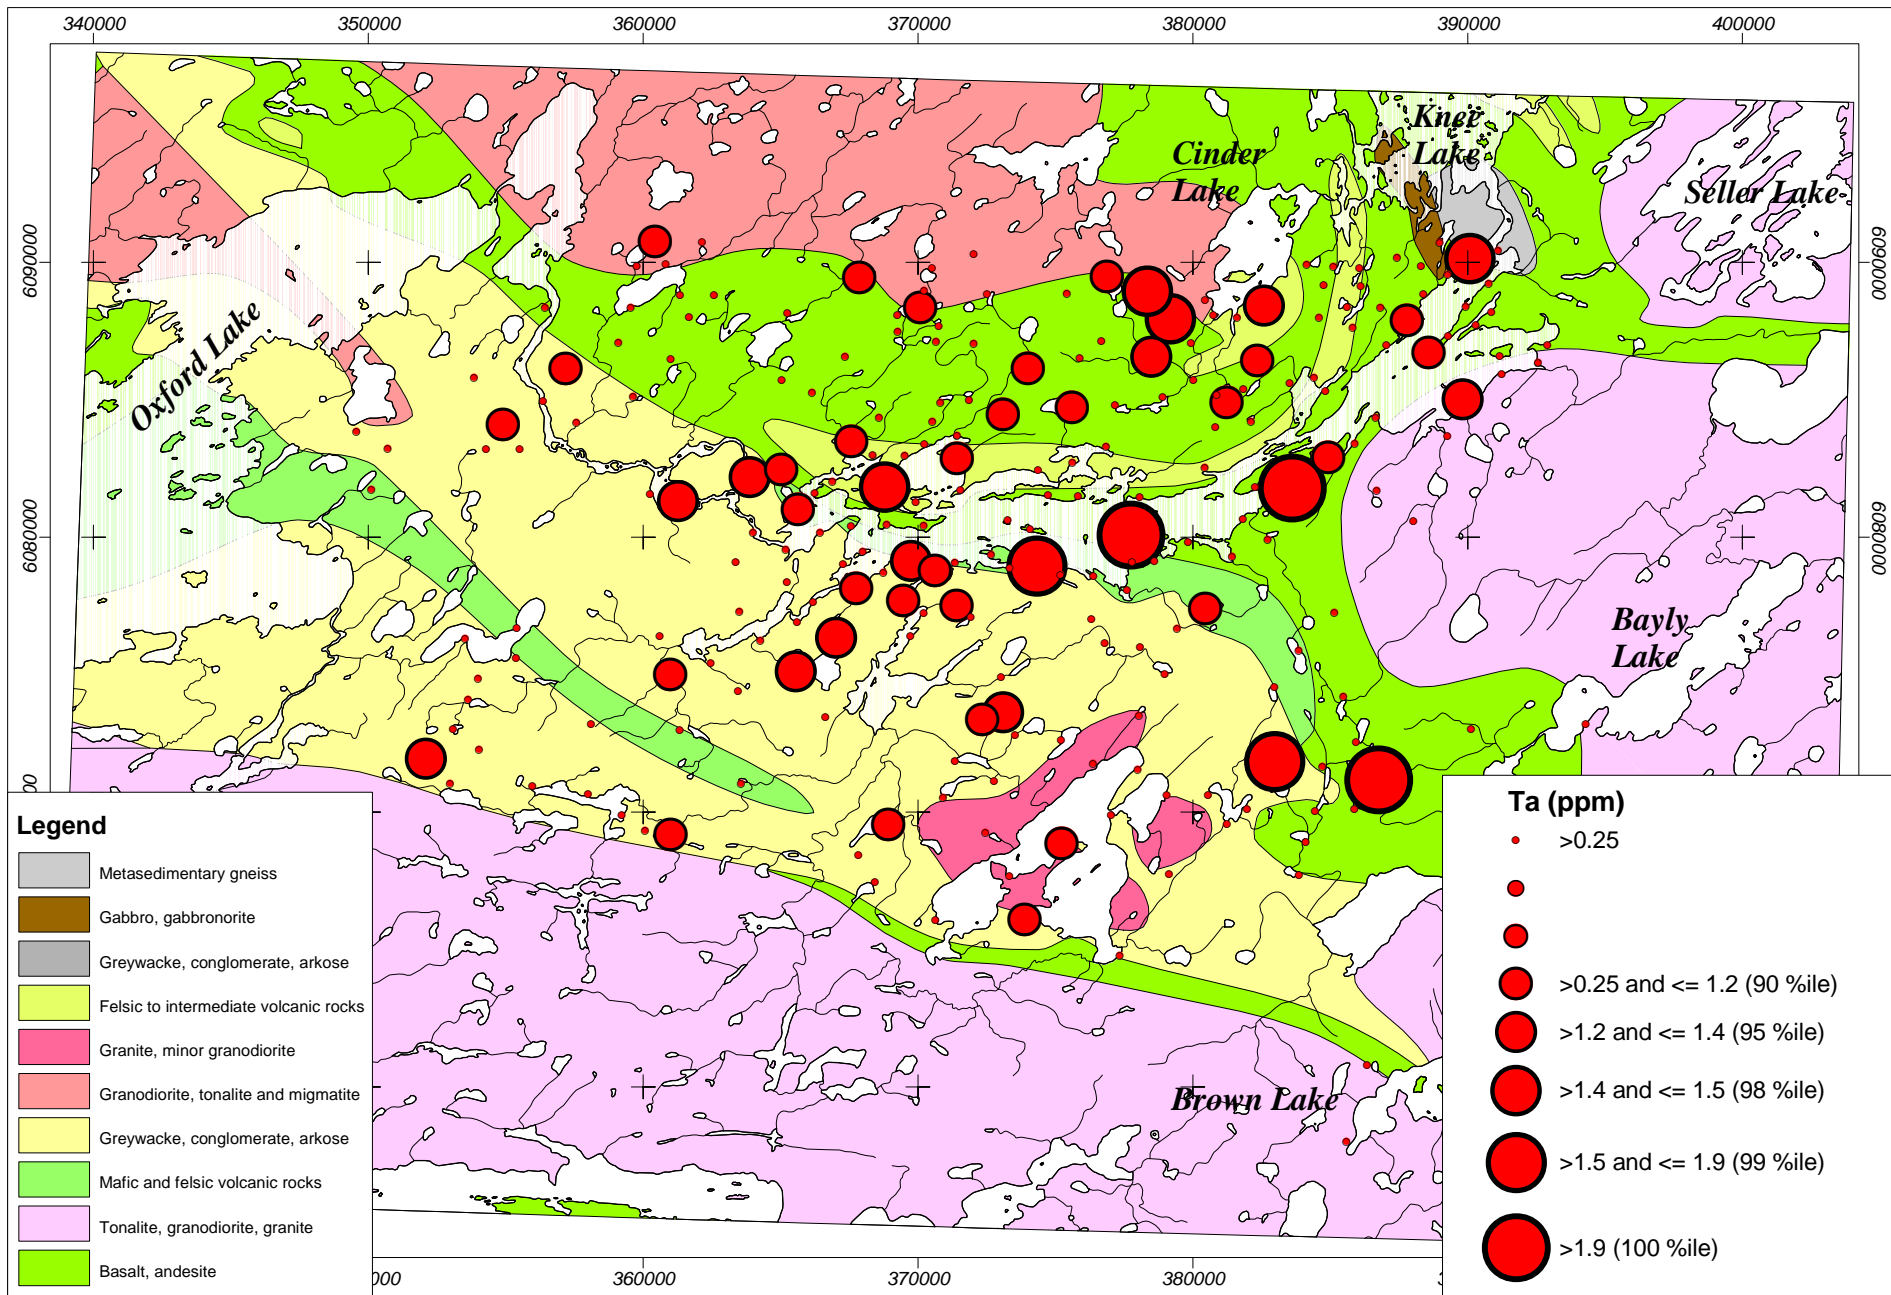 340000 350000 360000 370000 380000 390000 400000
Knee
Lake
Cinder
Lake
Seller Lake
6090000
6090000
Oxford Lake
6080000
6080000
Bayly
Lake
Brown Lake
Legend
Metasedimentary gneiss
Gabbro, gabbronorite
Greywacke, conglomerate, arkose
Felsic to intermediate volcanic rocks
Granite, minor granodiorite
Granodiorite, tonalite and migmatite
Greywacke, conglomerate, arkose
Mafic and felsic volcanic rocks
Tonalite, granodiorite, granite
Basalt, andesite
Ta (ppm)
>0.25
>0.25 and <= 1.2 (90 %ile)
>1.2 and <= 1.4 (95 %ile)
>1.4 and <= 1.5 (98 %ile)
>1.5 and <= 1.9 (99 %ile)
>1.9 (100 %ile)
360000 370000 380000